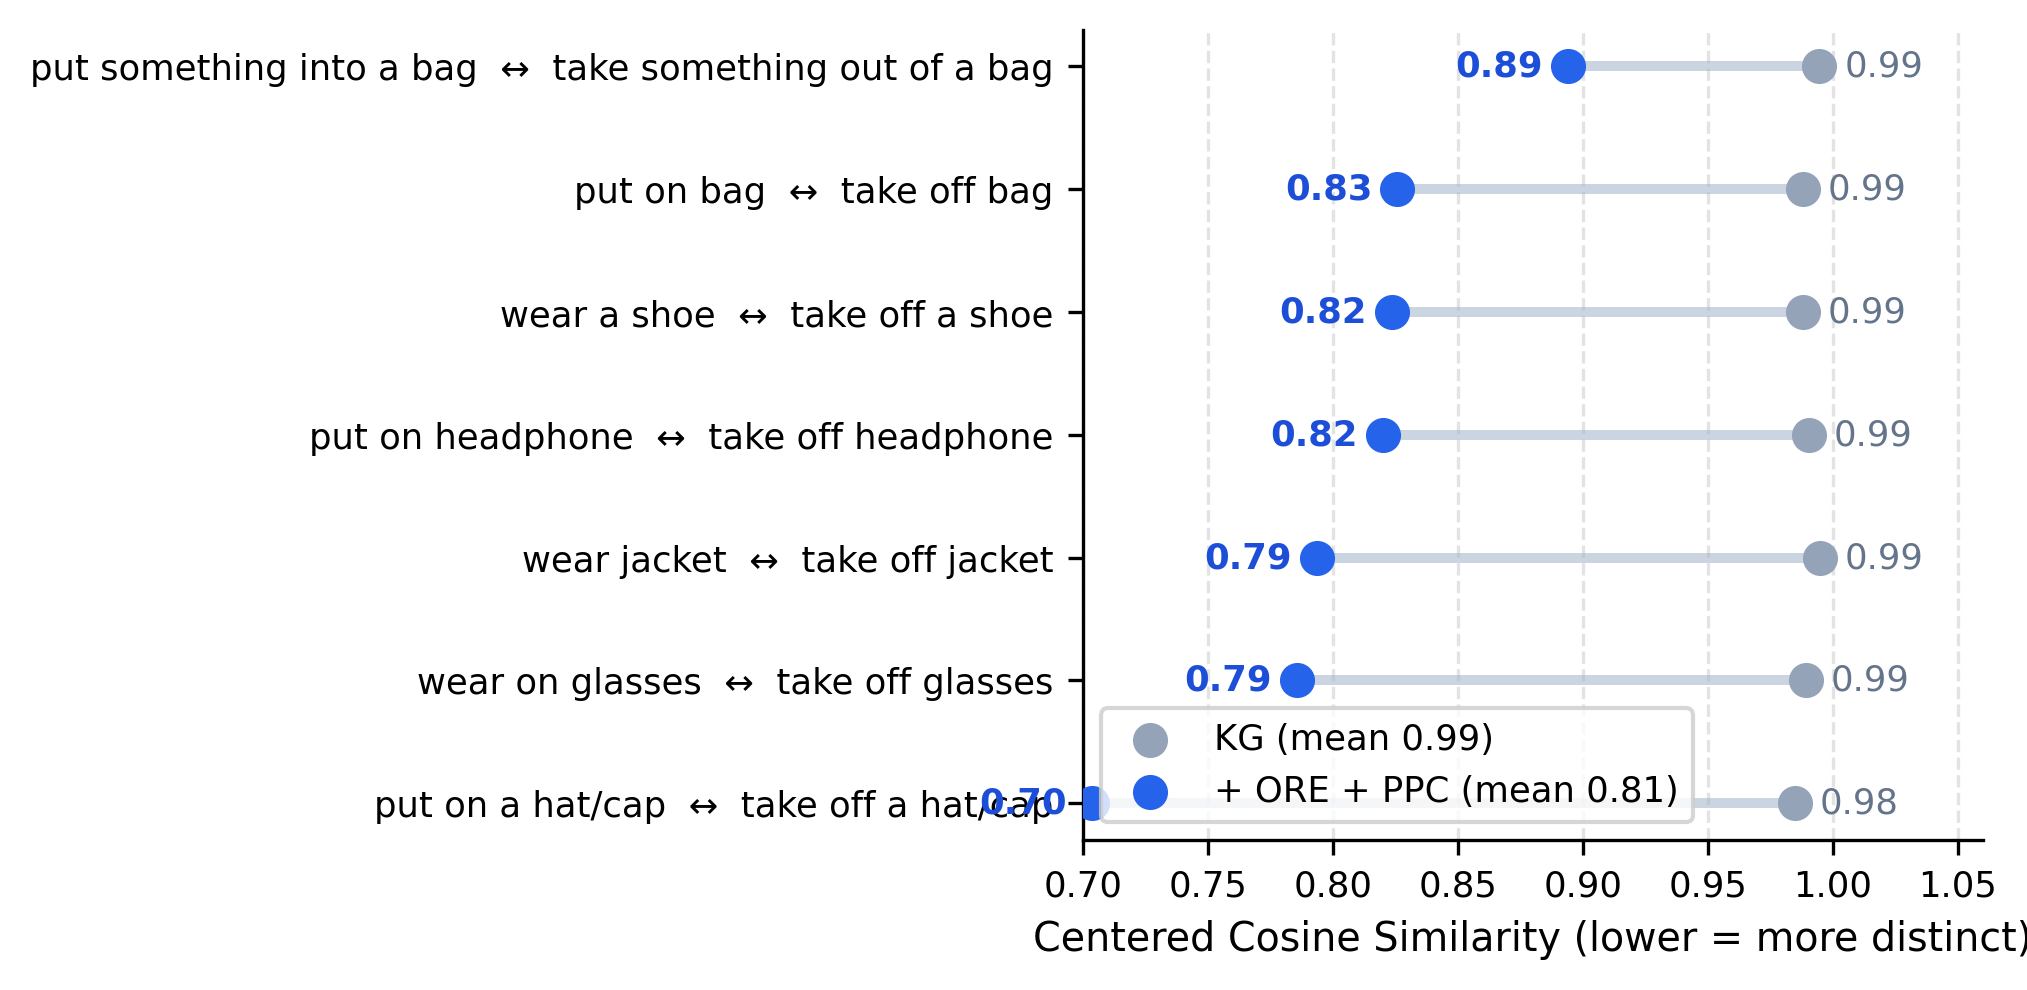 put something into a bag ↔ take something out of a bag 0.89 0.99
put on bag ↔ take off bag 0.83 0.99
wear a shoe ↔ take off a shoe 0.82 0.99
put on headphone ↔ take off headphone 0.82 0.99
wear jacket ↔ take off jacket 0.79 0.99
wear on glasses ↔ take off glasses 0.79 0.99
KG (mean 0.99)
+ ORE + PPC (mean 0.81)
put on a hat/cap ↔ take off a hat/cap 0.70 0.98
0.70 0.75 0.80 0.85 0.90 0.95 1.00 1.05
Centered Cosine Similarity (lower = more distinct)